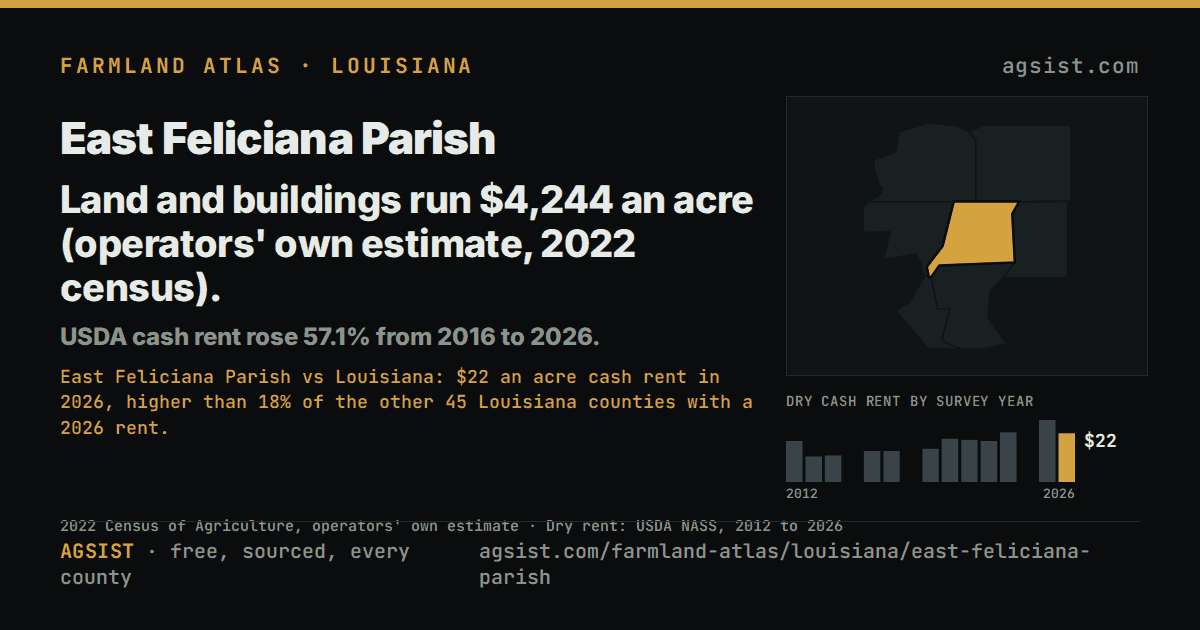 FARMLAND ATLAS · LOUISIANA
agsist.com
East Feliciana Parish
Land and buildings run $4,244 an acre
(operators' own estimate, 2022
census).
USDA cash rent rose 57.1% from 2016 to 2026.
East Feliciana Parish vs Louisiana: $22 an acre cash rent in
2026, higher than 18% of the other 45 Louisiana counties with a
2026 rent.
DRY CASH RENT BY SURVEY YEAR
$22
2012
2026
2022 Census of Agriculture, operators' own estimate · Dry rent: USDA NASS, 2012 to 2026
AGSIST · free, sourced, every
county
agsist.com/farmland-atlas/louisiana/east-feliciana-
parish